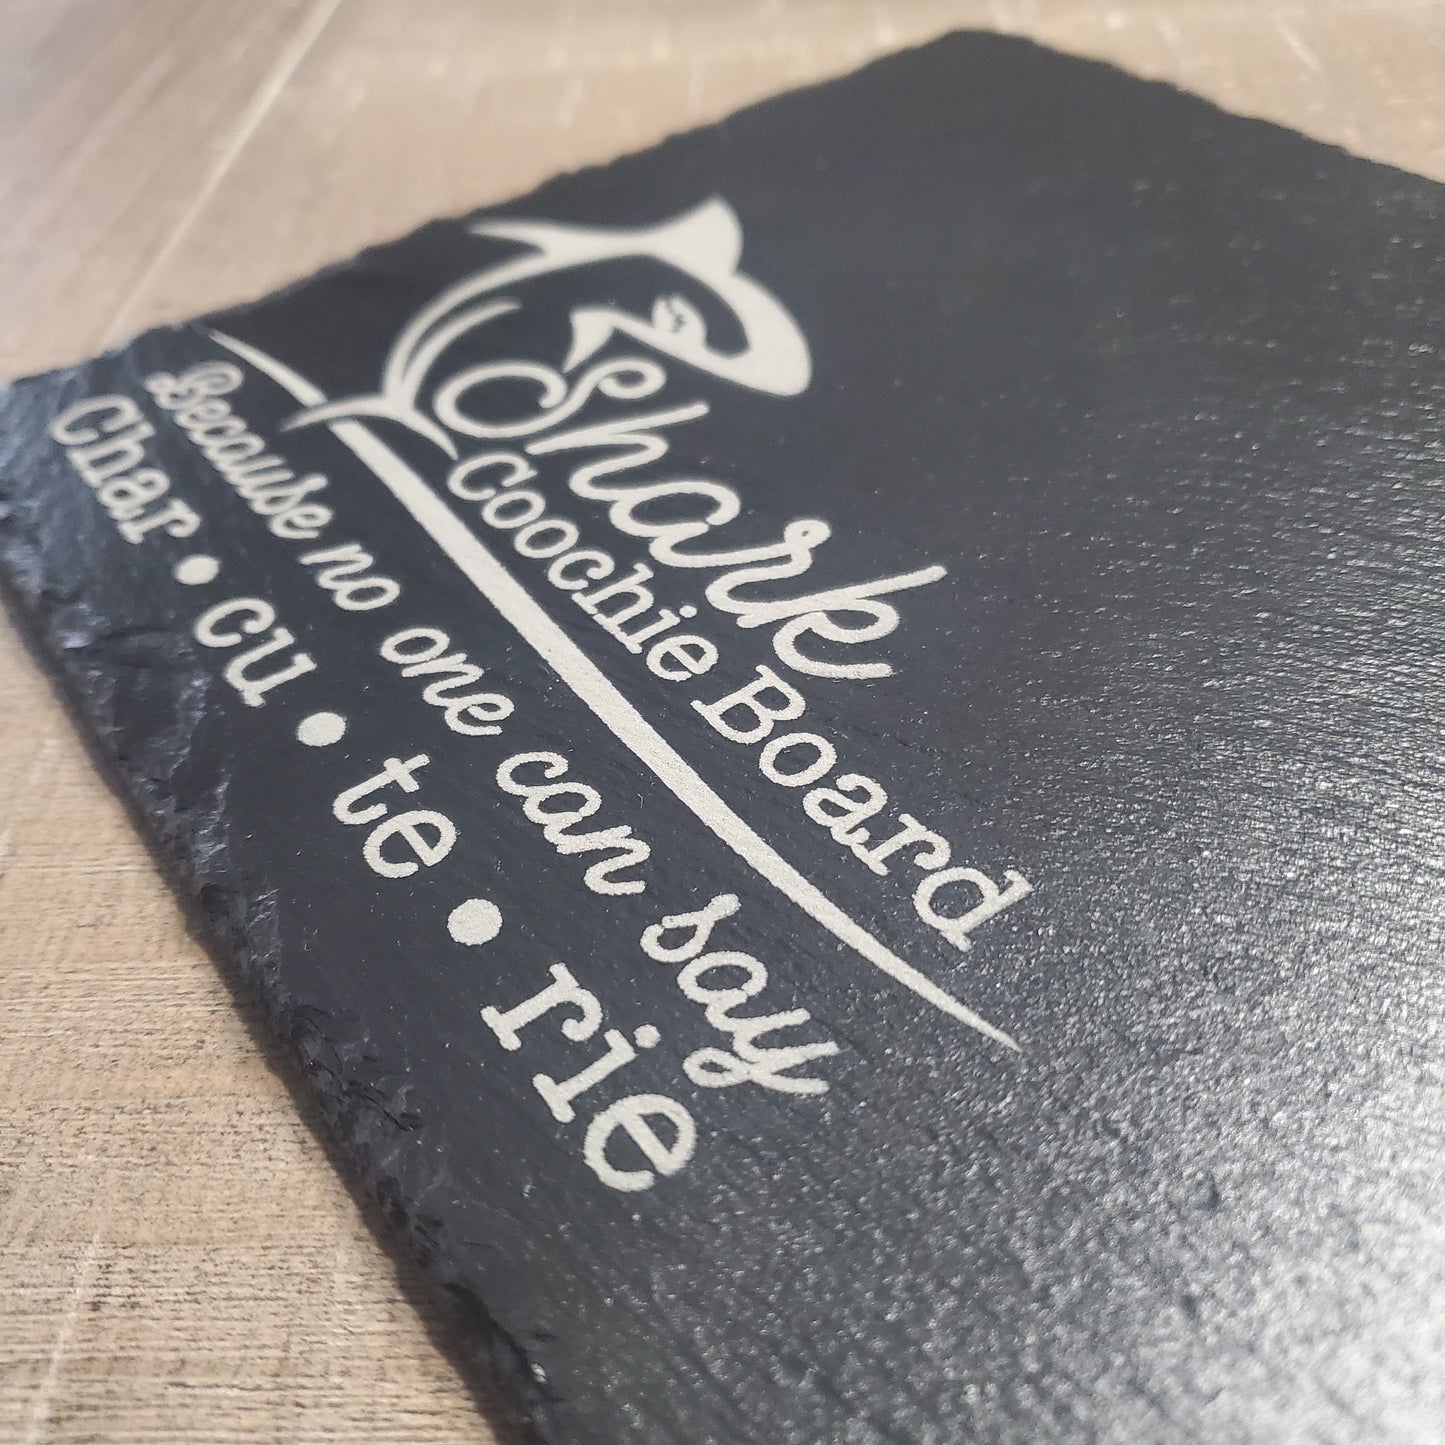 Shark
Coochie Board
Because no one can say
Char • cu • te • rie